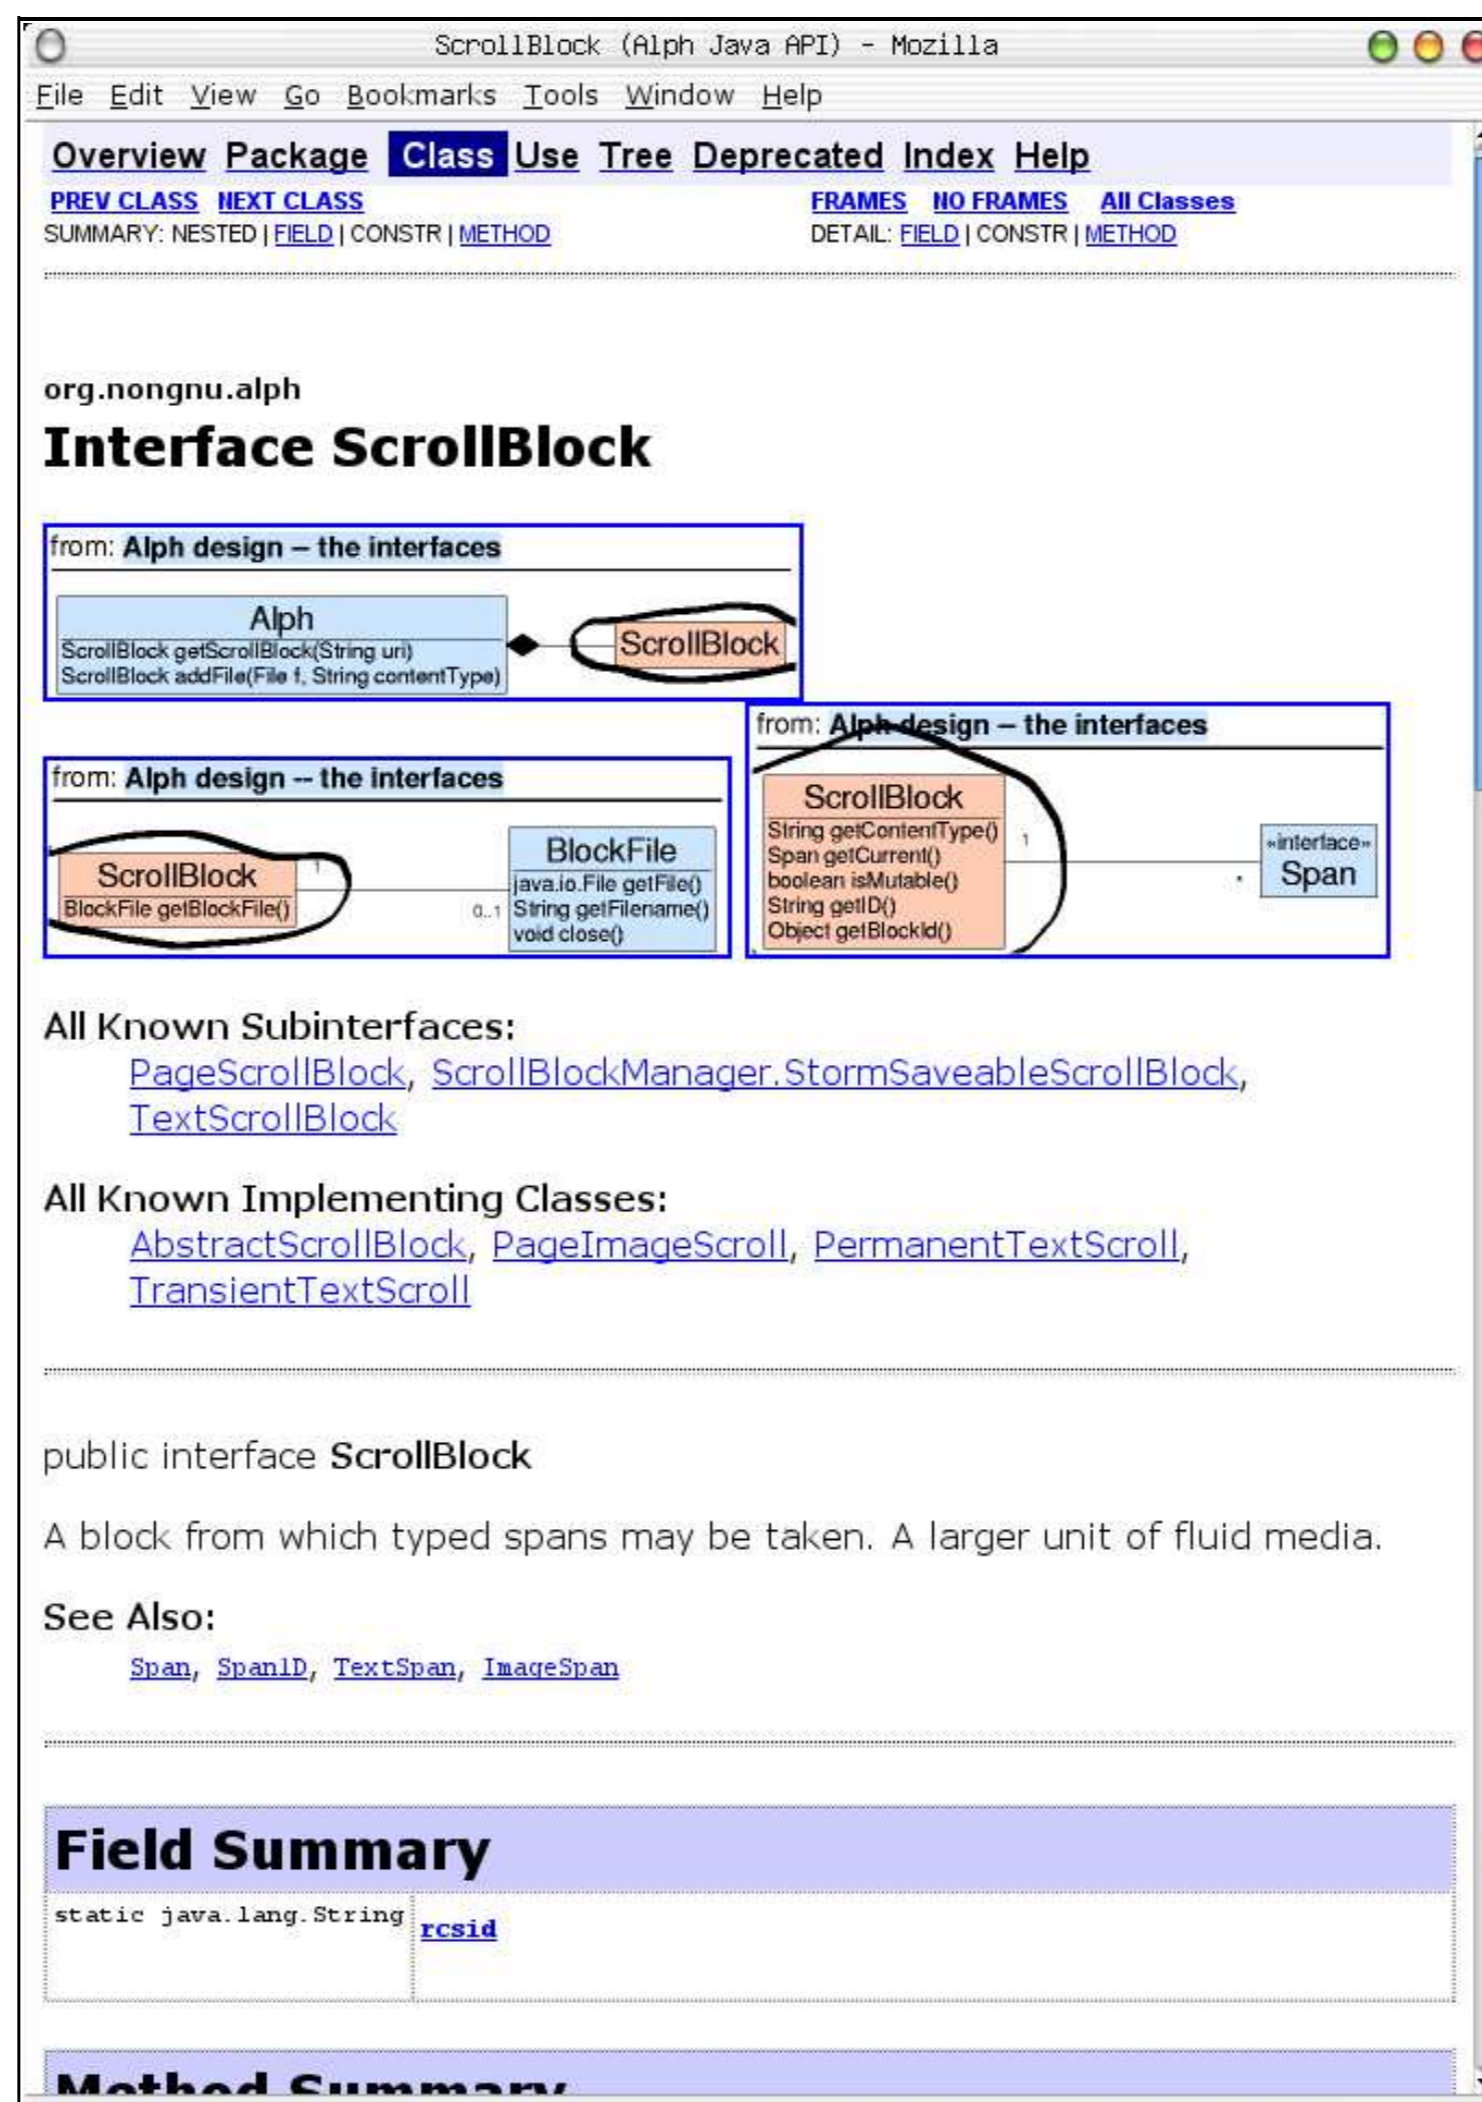 ScrollBlock (Alph Java API) - Mozilla
File Edit View Go Bookmarks Tools Window Help
Overview Package Class Use Tree Deprecated Index Help
PREV CLASS NEXT CLASS FRAMES NO FRAMES All Classes
SUMMARY: NESTED | FIELD | CONSTR | METHOD DETAIL: FIELD | CONSTR | METHOD
org.nongnu.alph
Interface ScrollBlock
from: Alph design – the interfaces
Alph
ScrollBlock getScrollBlock(String uri)
ScrollBlock addFile(File f, String contentType)
ScrollBlock
from: Alph design -- the interfaces
ScrollBlock
BlockFile getBlockFile()
1
0..1
BlockFile
java.io.File getFile()
String getFilename()
void close()
from: Alph design – the interfaces
ScrollBlock
String getContentType()
Span getCurrent()
boolean isMutable()
String getID()
Object getBlockId()
1
*
«interface»
Span
All Known Subinterfaces:
PageScrollBlock, ScrollBlockManager.StormSaveableScrollBlock,
TextScrollBlock
All Known Implementing Classes:
AbstractScrollBlock, PageImageScroll, PermanentTextScroll,
TransientTextScroll
public interface ScrollBlock
A block from which typed spans may be taken. A larger unit of fluid media.
See Also:
Span, Span1D, TextSpan, ImageSpan
Field Summary
static java.lang.String rcsid
Method Summary